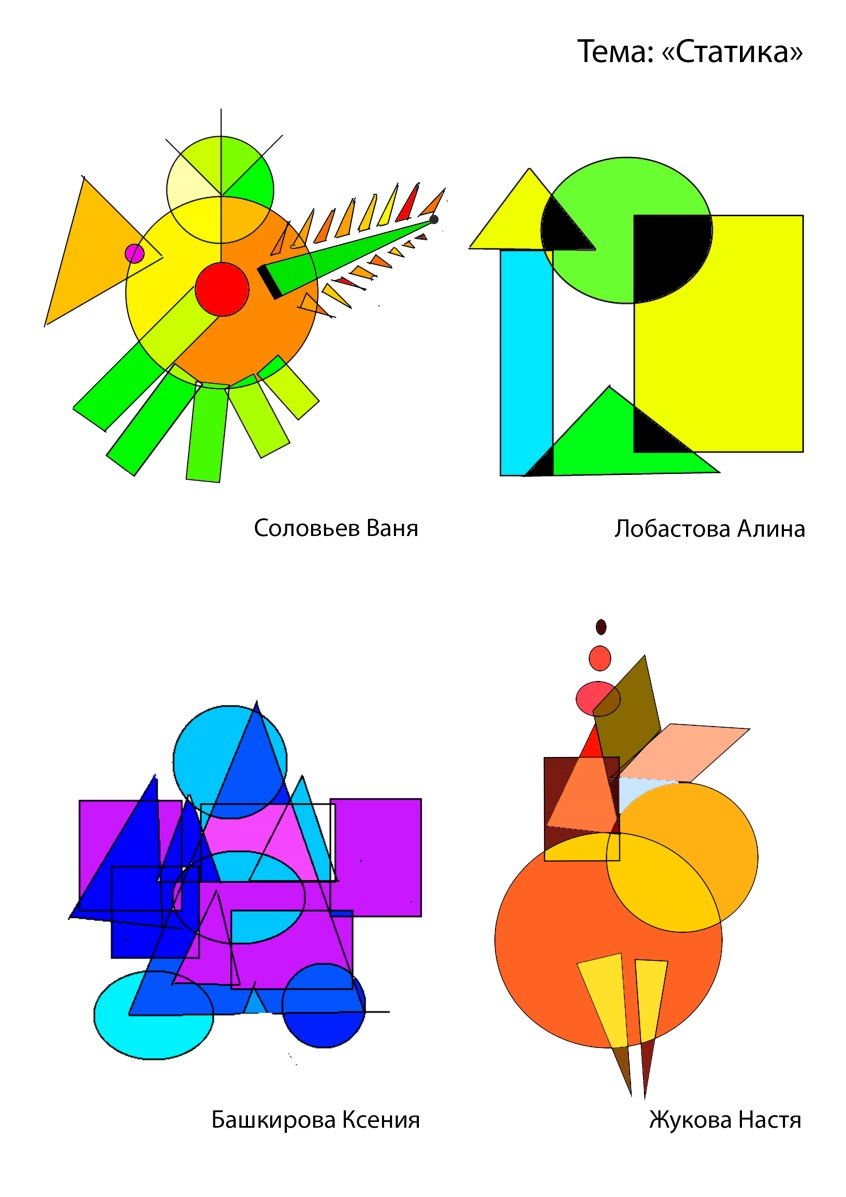 Тема: «Статика»
Соловьев Ваня
Лобастова Алина
Башкирова Ксения
Жукова Настя